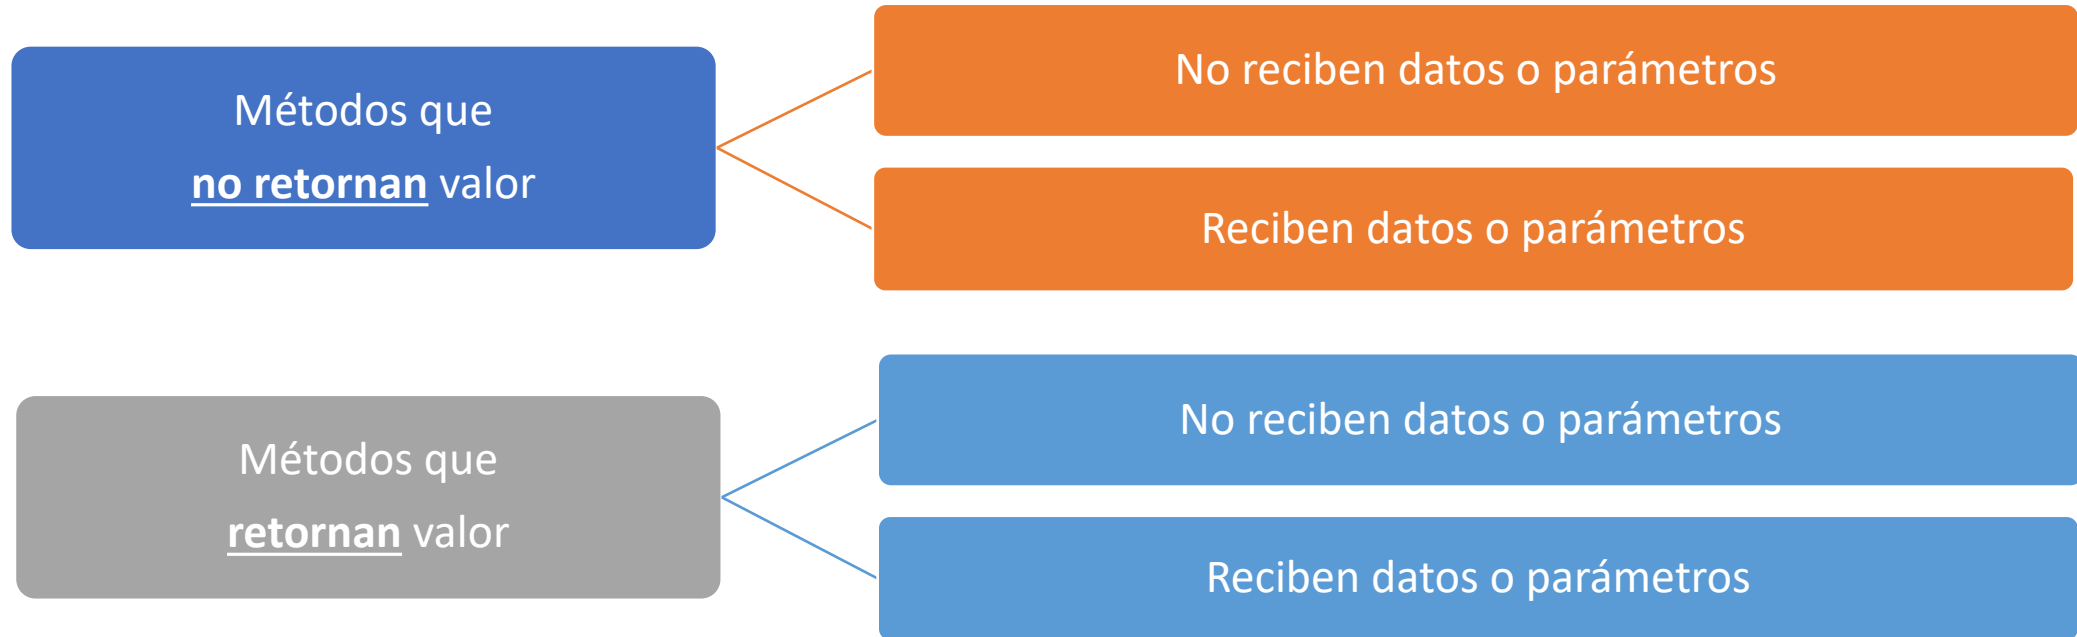 Métodos que
no retornan valor
No reciben datos o parámetros
Reciben datos o parámetros
Métodos que
retornan valor
No reciben datos o parámetros
Reciben datos o parámetros